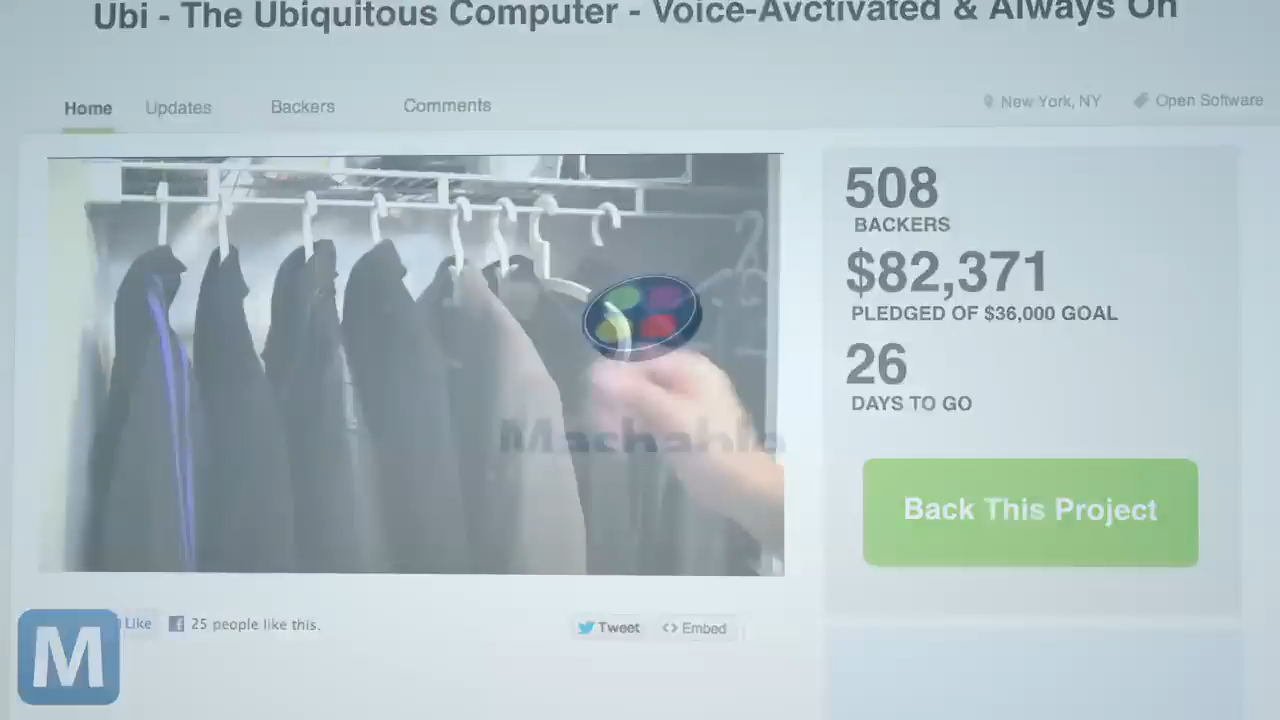 Ubi - The Ubiquitous Computer - Voice-Avctivated & Always On
Home Updates Backers Comments
New York, NY Open Software
508
BACKERS
$82,371
PLEDGED OF $36,000 GOAL
26
DAYS TO GO
Mashable
Back This Project
Like 25 people like this.
Tweet <> Embed
M